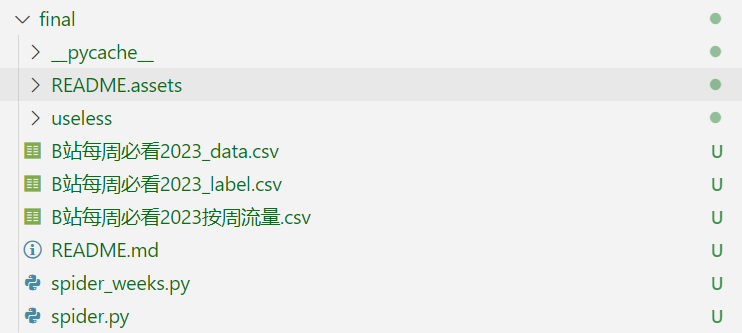 final
__pycache__
README.assets
useless
B站每周必看2023_data.csv U
B站每周必看2023_label.csv U
B站每周必看2023按周流量.csv U
README.md U
spider_weeks.py U
spider.py U